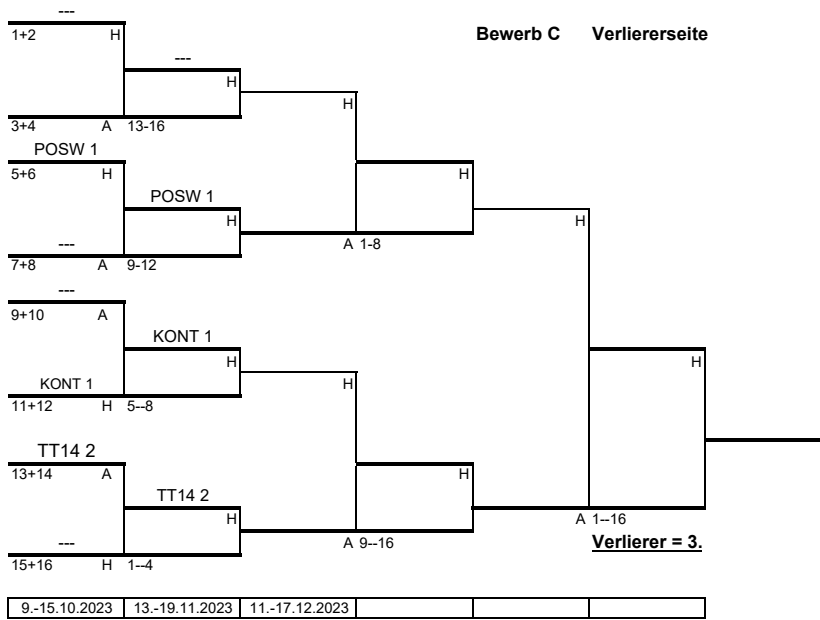 ---
1+2 H
Bewerb C Verliererseite
---
H
H
3+4 A 13-16
POSW 1
5+6 H
H
POSW 1
H
H
---
A 1-8
7+8 A 9-12
---
9+10 A
KONT 1
H
H
KONT 1
H
11+12 H 5--8
TT14 2
13+14 A
H
TT14 2
H
A 1--16
---
A 9--16
Verlierer = 3.
15+16 H 1--4
9.-15.10.2023 13.-19.11.2023 11.-17.12.2023